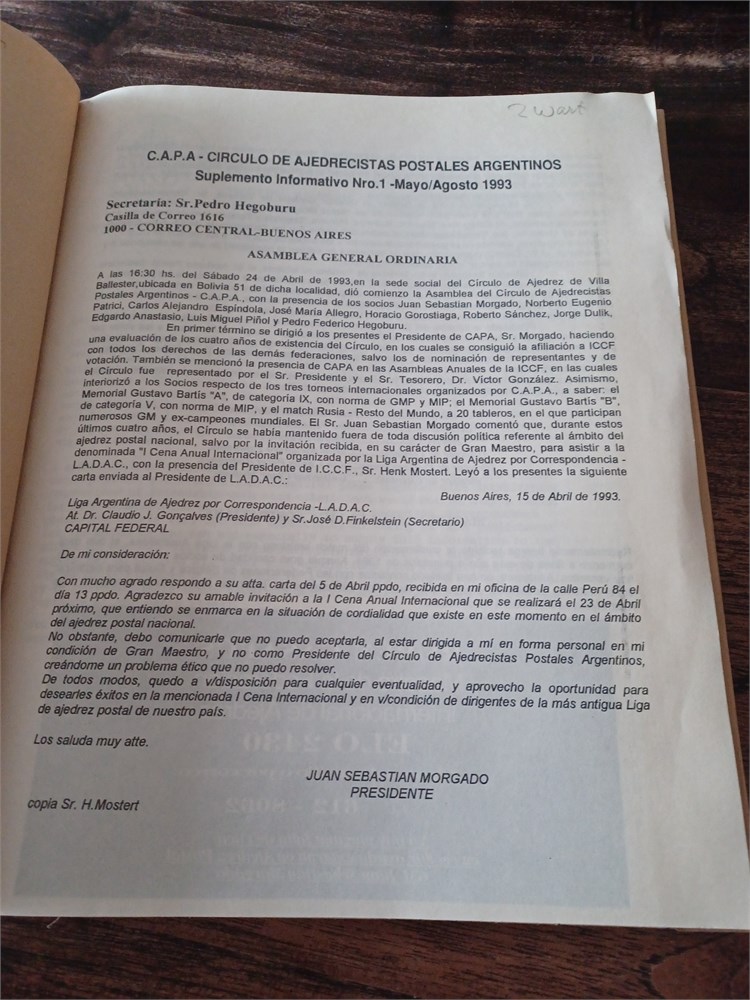 2 Wart
C.A.P.A - CIRCULO DE AJEDRECISTAS POSTALES ARGENTINOS
Suplemento Informativo Nro.1 -Mayo/Agosto 1993
Secretaría: Sr.Pedro Hegoburu
Casilla de Correo 1616
1000 - CORREO CENTRAL-BUENOS AIRES
ASAMBLEA GENERAL ORDINARIA
A las 16:30 hs. del Sábado 24 de Abril de 1993,en la sede social del Círculo de Ajedrez de Villa
Ballester,ubicada en Bolivia 51 de dicha localidad, dió comienzo la Asamblea del Círculo de Ajedrecistas
Postales Argentinos - C.A.P.A., con la presencia de los socios Juan Sebastian Morgado, Norberto Eugenio
Patrici, Carlos Alejandro Espíndola, José María Allegro, Horacio Gorostiaga, Roberto Sánchez, Jorge Dulik,
Edgardo Anastasio, Luis Miguel Piñol y Pedro Federico Hegoburu.
En primer término se dirigió a los presentes el Presidente de CAPA, Sr. Morgado, haciendo
una evaluación de los cuatro años de existencia del Círculo, en los cuales se consiguió la afiliación a ICCF
con todos los derechos de las demás federaciones, salvo los de nominación de representantes y de
votación. También se mencionó la presencia de CAPA en las Asambleas Anuales de la ICCF, en las cuales
el Círculo fue representado por el Sr. Presidente y el Sr. Tesorero, Dr. Víctor González. Asimismo,
interiorizó a los Socios respecto de los tres torneos internacionales organizados por C.A.P.A., a saber: el
Memorial Gustavo Bartis "A", de categoría IX, con norma de GMP y MIP; el Memorial Gustavo Bartis "B",
de categoría V, con norma de MIP, y el match Rusia - Resto del Mundo, a 20 tableros, en el que participan
numerosos GM y ex-campeones mundiales. El Sr. Juan Sebastian Morgado comentó que, durante estos
últimos cuatro años, el Círculo se había mantenido fuera de toda discusión política referente al ámbito del
ajedrez postal nacional, salvo por la invitación recibida, en su carácter de Gran Maestro, para asistir a la
denominada "I Cena Anual Internacional" organizada por la Liga Argentina de Ajedrez por Correspondencia -
L.A.D.A.C., con la presencia del Presidente de I.C.C.F., Sr. Henk Mostert. Leyó a los presentes la siguiente
carta enviada al Presidente de L.A.D.A.C.:
Buenos Aires, 15 de Abril de 1993.
Liga Argentina de Ajedrez por Correspondencia -L.A.D.A.C.
At. Dr. Claudio J. Gonçalves (Presidente) y Sr.José D.Finkelstein (Secretario)
CAPITAL FEDERAL
De mi consideración:
Con mucho agrado respondo a su atta. carta del 5 de Abril ppdo, recibida en mi oficina de la calle Perú 84 el
día 13 ppdo. Agradezco su amable invitación a la I Cena Anual Internacional que se realizará el 23 de Abril
próximo, que entiendo se enmarca en la situación de cordialidad que existe en este momento en el ámbito
del ajedrez postal nacional.
No obstante, debo comunicarle que no puedo aceptarla, al estar dirigida a mí en forma personal en mi
condición de Gran Maestro, y no como Presidente del Círculo de Ajedrecistas Postales Argentinos,
creándome un problema ético que no puedo resolver.
De todos modos, quedo a v/disposición para cualquier eventualidad, y aprovecho la oportunidad para
desearles éxitos en la mencionada I Cena Internacional y en v/condición de dirigentes de la más antigua Liga
de ajedrez postal de nuestro país.
Los saluda muy atte.
JUAN SEBASTIAN MORGADO
PRESIDENTE
copia Sr. H.Mostert